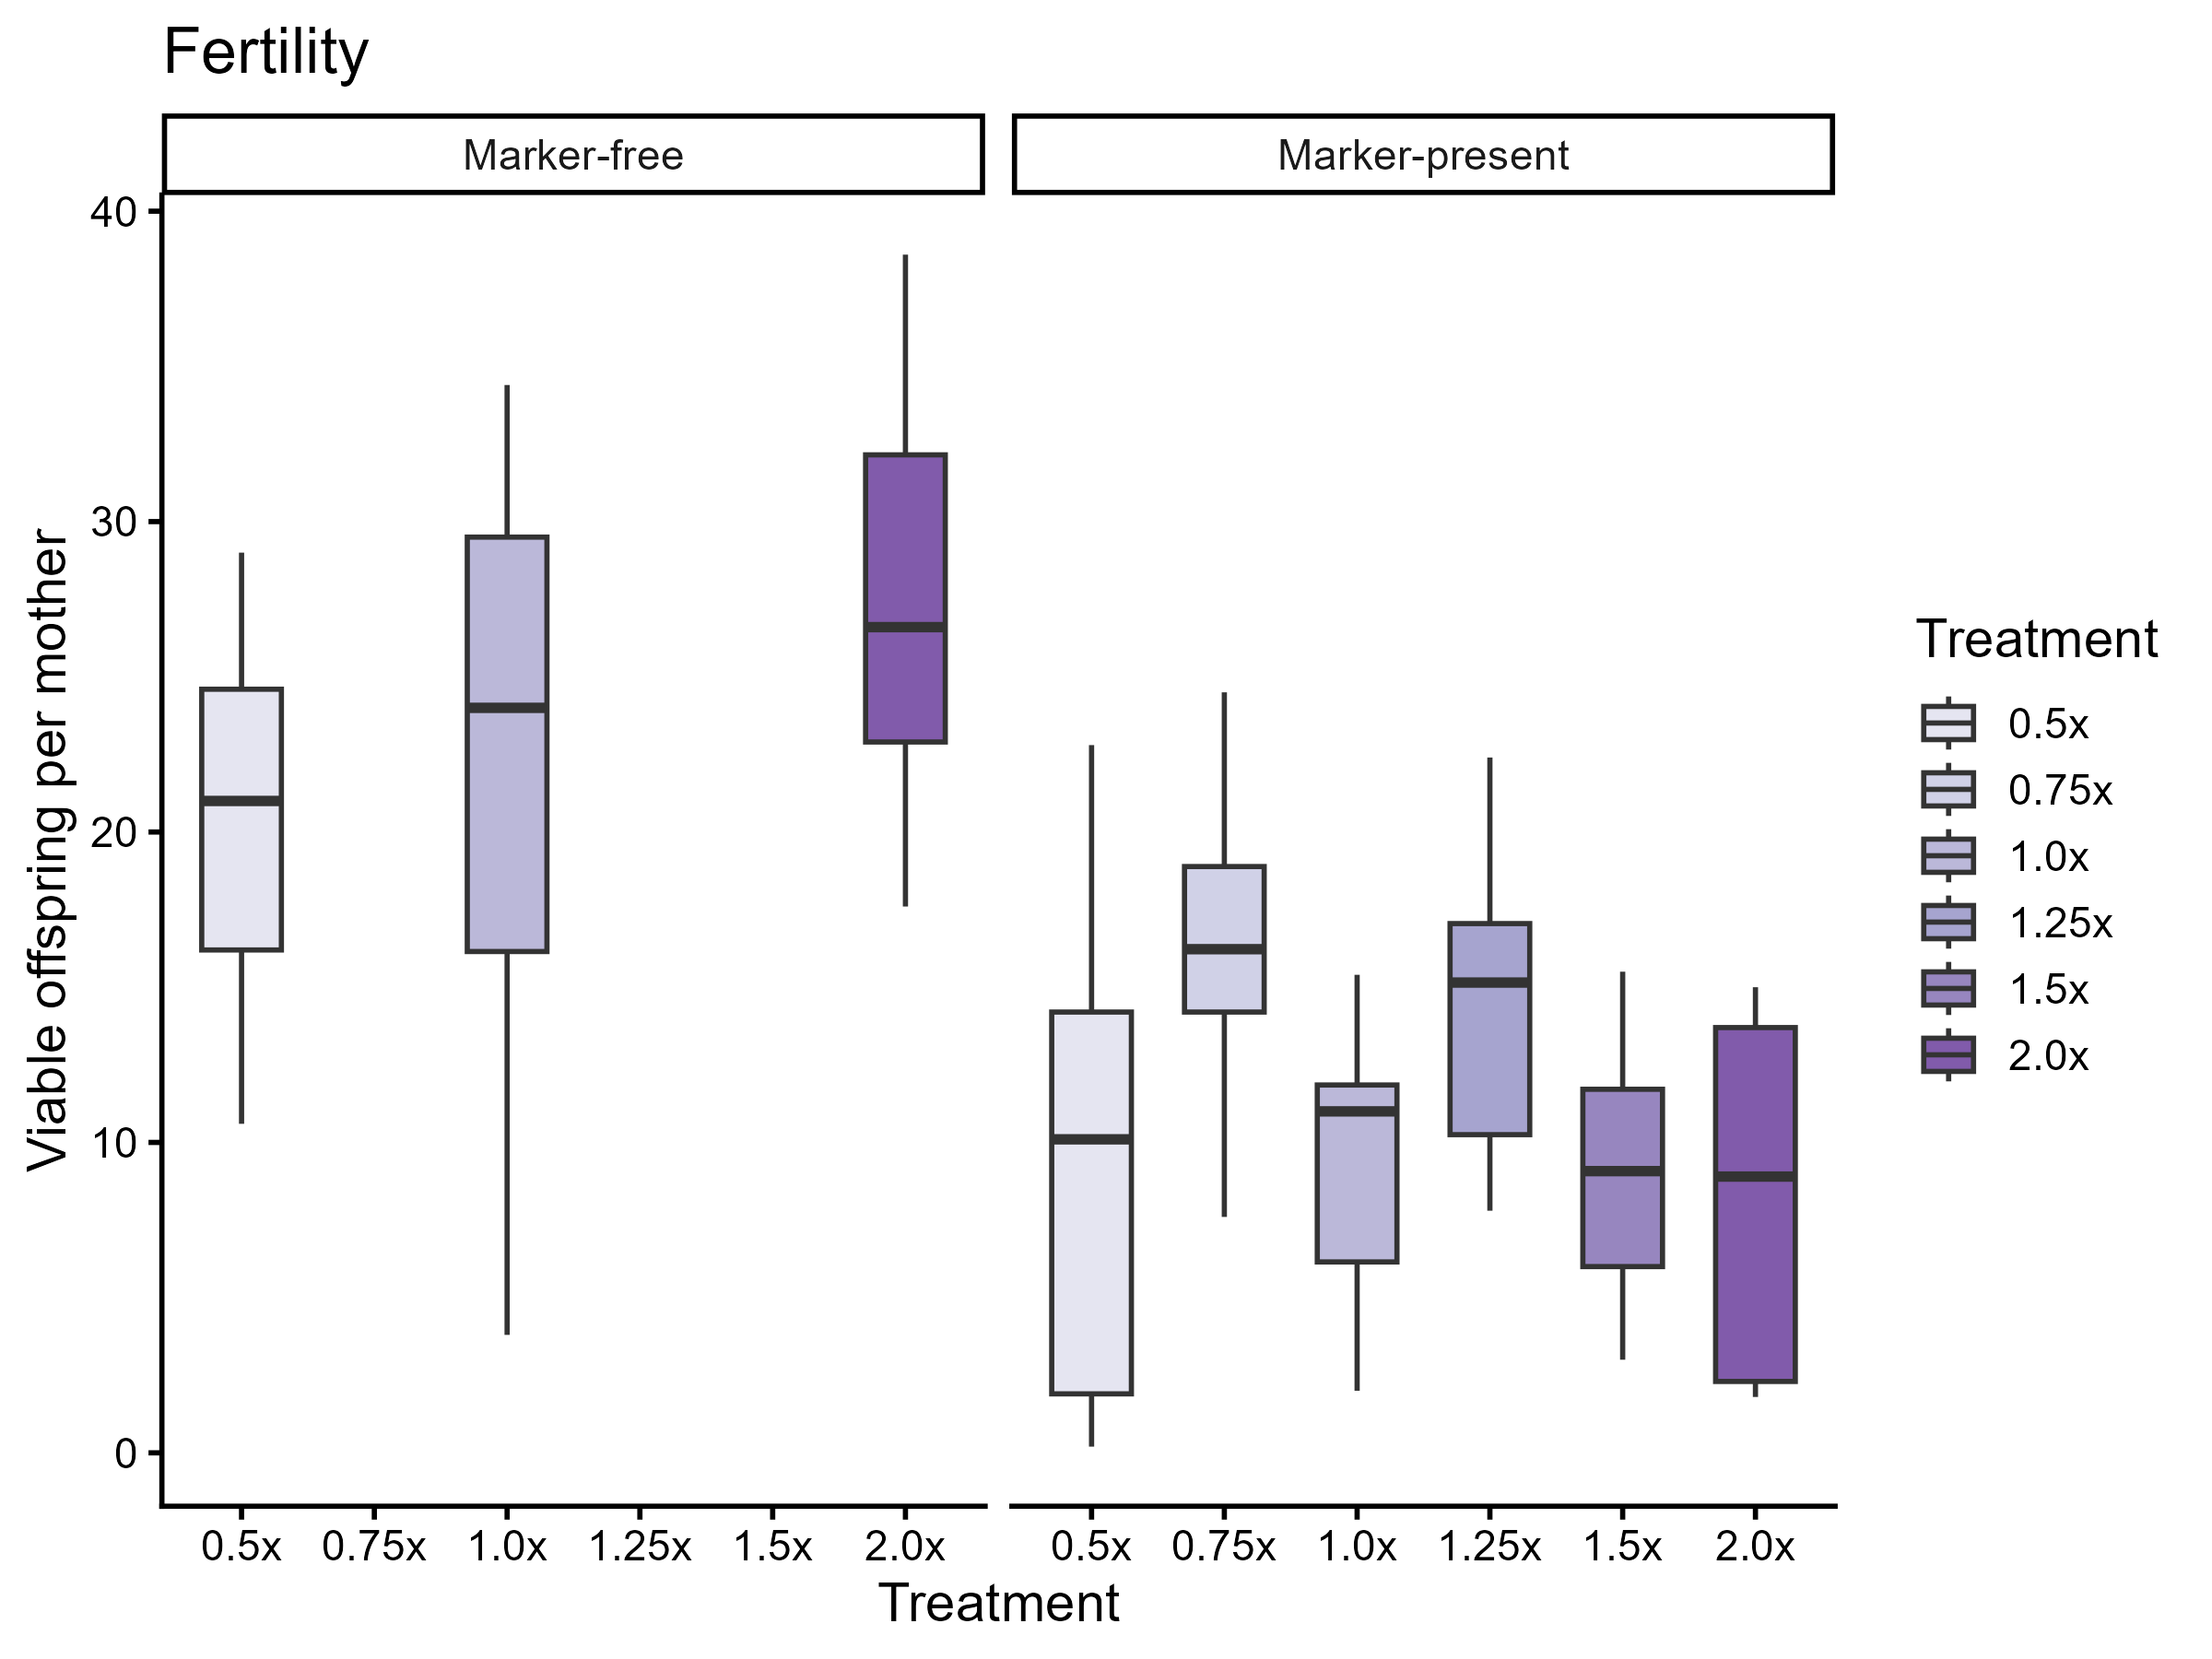 Fertility
Marker-free
Marker-present
Viable offspring per mother
40
30
20
10
0
0.5x 0.75x 1.0x 1.25x 1.5x 2.0x
0.5x 0.75x 1.0x 1.25x 1.5x 2.0x
Treatment
Treatment
0.5x
0.75x
1.0x
1.25x
1.5x
2.0x